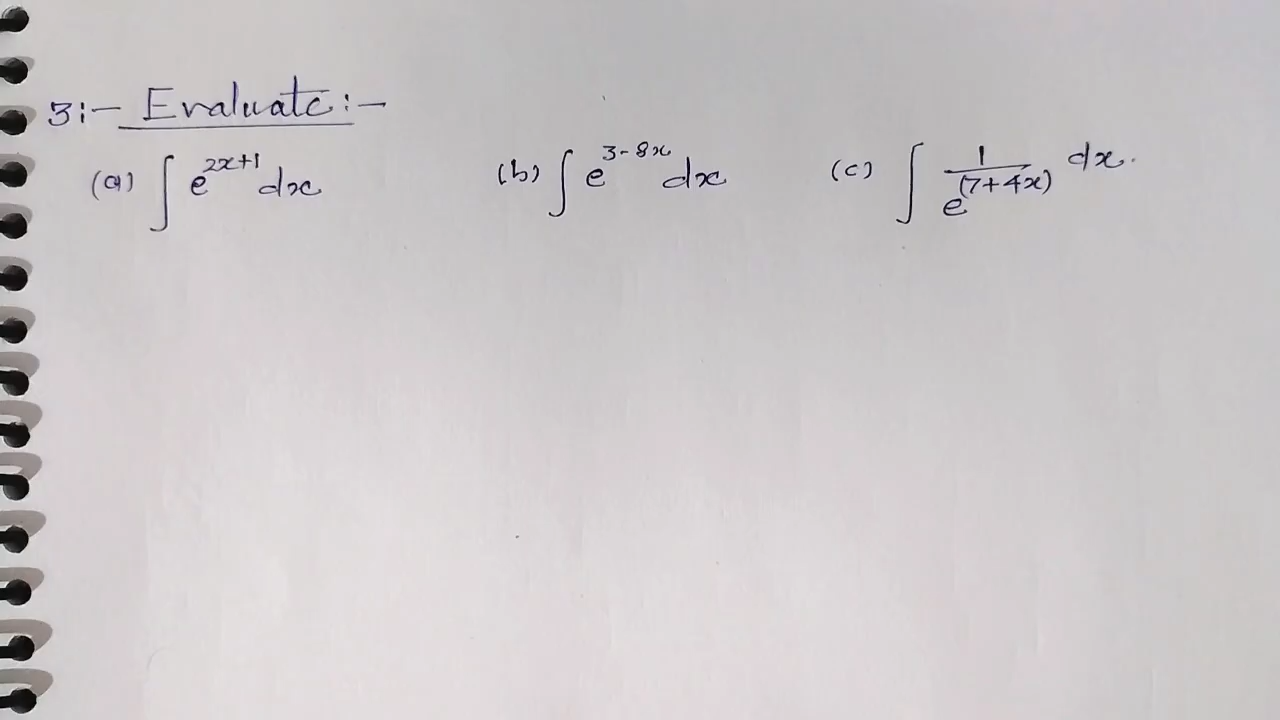 3:- Evaluate:-
(a) ∫ e^{2x+1} dx (b) ∫ e^{3-8x} dx (c) ∫ 1/e^{(7+4x)} dx.